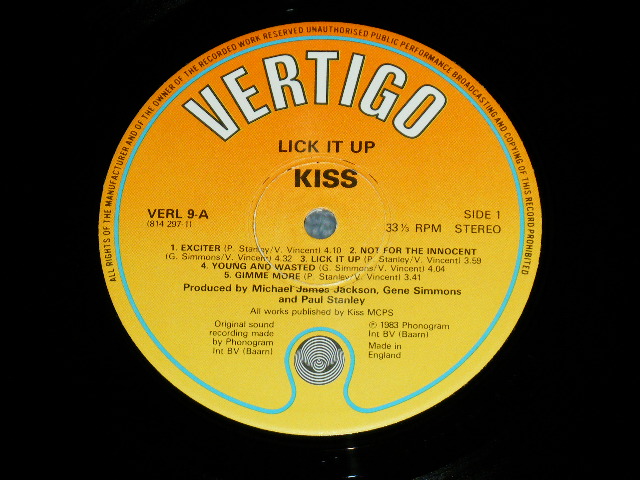 ALL RIGHTS OF THE MANUFACTURER AND OF THE OWNER OF THE RECORDED WORK RESERVED UNAUTHORISED PUBLIC PERFORMANCE BROADCASTING AND COPYING OF THIS RECORD PROHIBITED
VERTIGO
LICK IT UP
KISS
VERL 9-A
(814 297-1)
SIDE 1
33⅓ RPM STEREO
1. EXCITER (P. Stanley/V. Vincent) 4.10 2. NOT FOR THE INNOCENT
(G. Simmons/V. Vincent) 4.32 3. LICK IT UP (P. Stanley/V. Vincent) 3.59
4. YOUNG AND WASTED (G. Simmons/V. Vincent) 4.04
5. GIMME MORE (P. Stanley/V. Vincent) 3.41
Produced by Michael James Jackson, Gene Simmons
and Paul Stanley
All works published by Kiss MCPS
Original sound
recording made
by Phonogram
Int BV (Baarn)
℗ 1983 Phonogram
Int BV (Baarn)
Made in
England